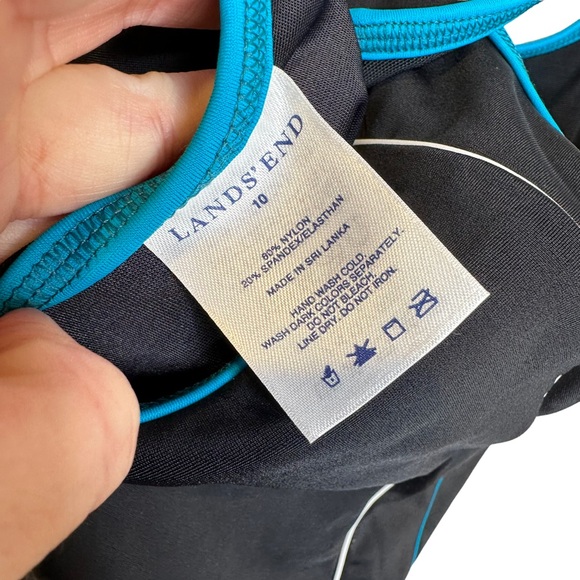 LANDS' END
10
80% NYLON
20% SPANDEX/ELASTHAN
MADE IN SRI LANKA
HAND WASH COLD
WASH DARK COLORS SEPARATELY.
DO NOT BLEACH.
LINE DRY. DO NOT IRON.